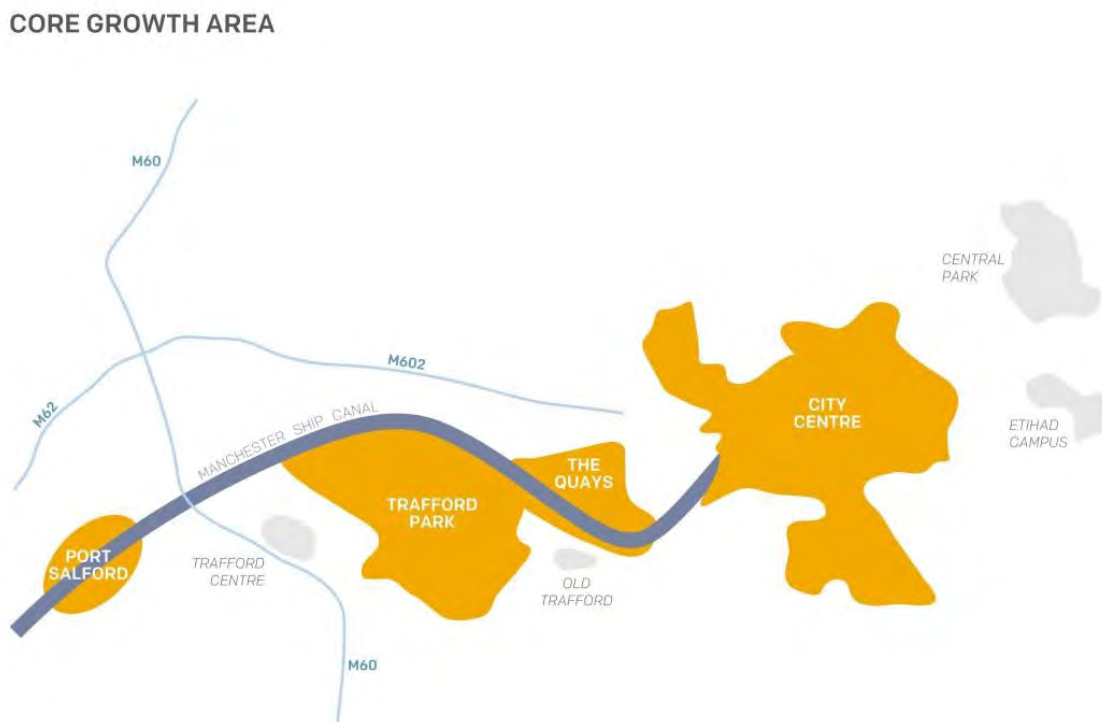 CORE GROWTH AREA
M60
CENTRAL
PARK
M602
M62
MANCHESTER SHIP CANAL
CITY
CENTRE
ETIHAD
CAMPUS
THE
QUAYS
TRAFFORD
PARK
PORT
SALFORD
TRAFFORD
CENTRE
OLD
TRAFFORD
M60